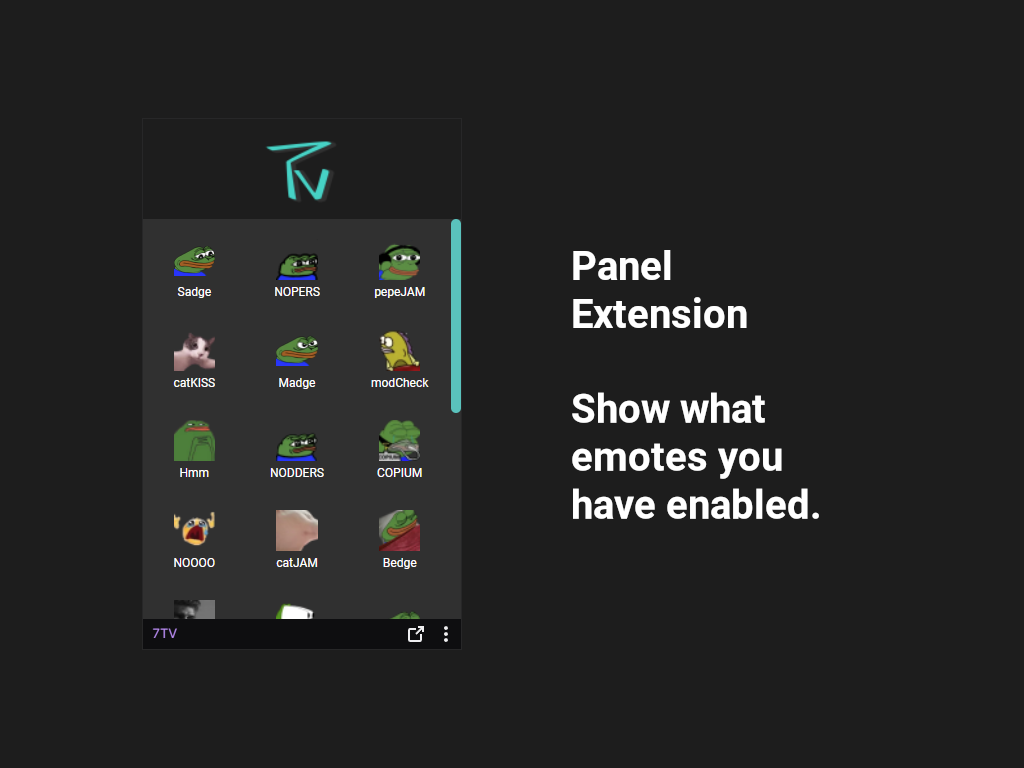 7TV
Sadge
NOPERS
pepeJAM
catKISS
Madge
modCheck
Hmm
NODDERS
COPIUM
NOOOO
catJAM
Bedge
7TV
Panel
Extension
Show what
emotes you
have enabled.